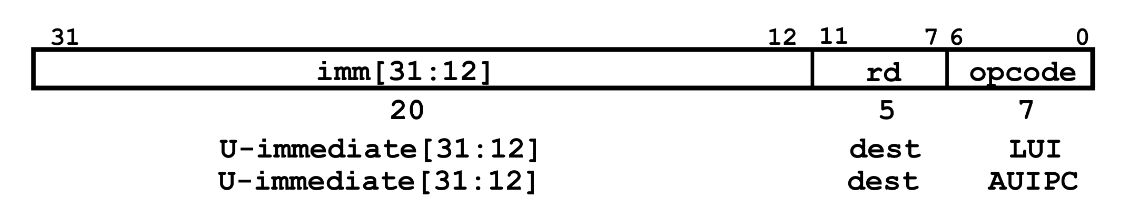 31 12 11 7 6 0
imm[31:12] rd opcode
20 5 7
U-immediate[31:12] dest LUI
U-immediate[31:12] dest AUIPC